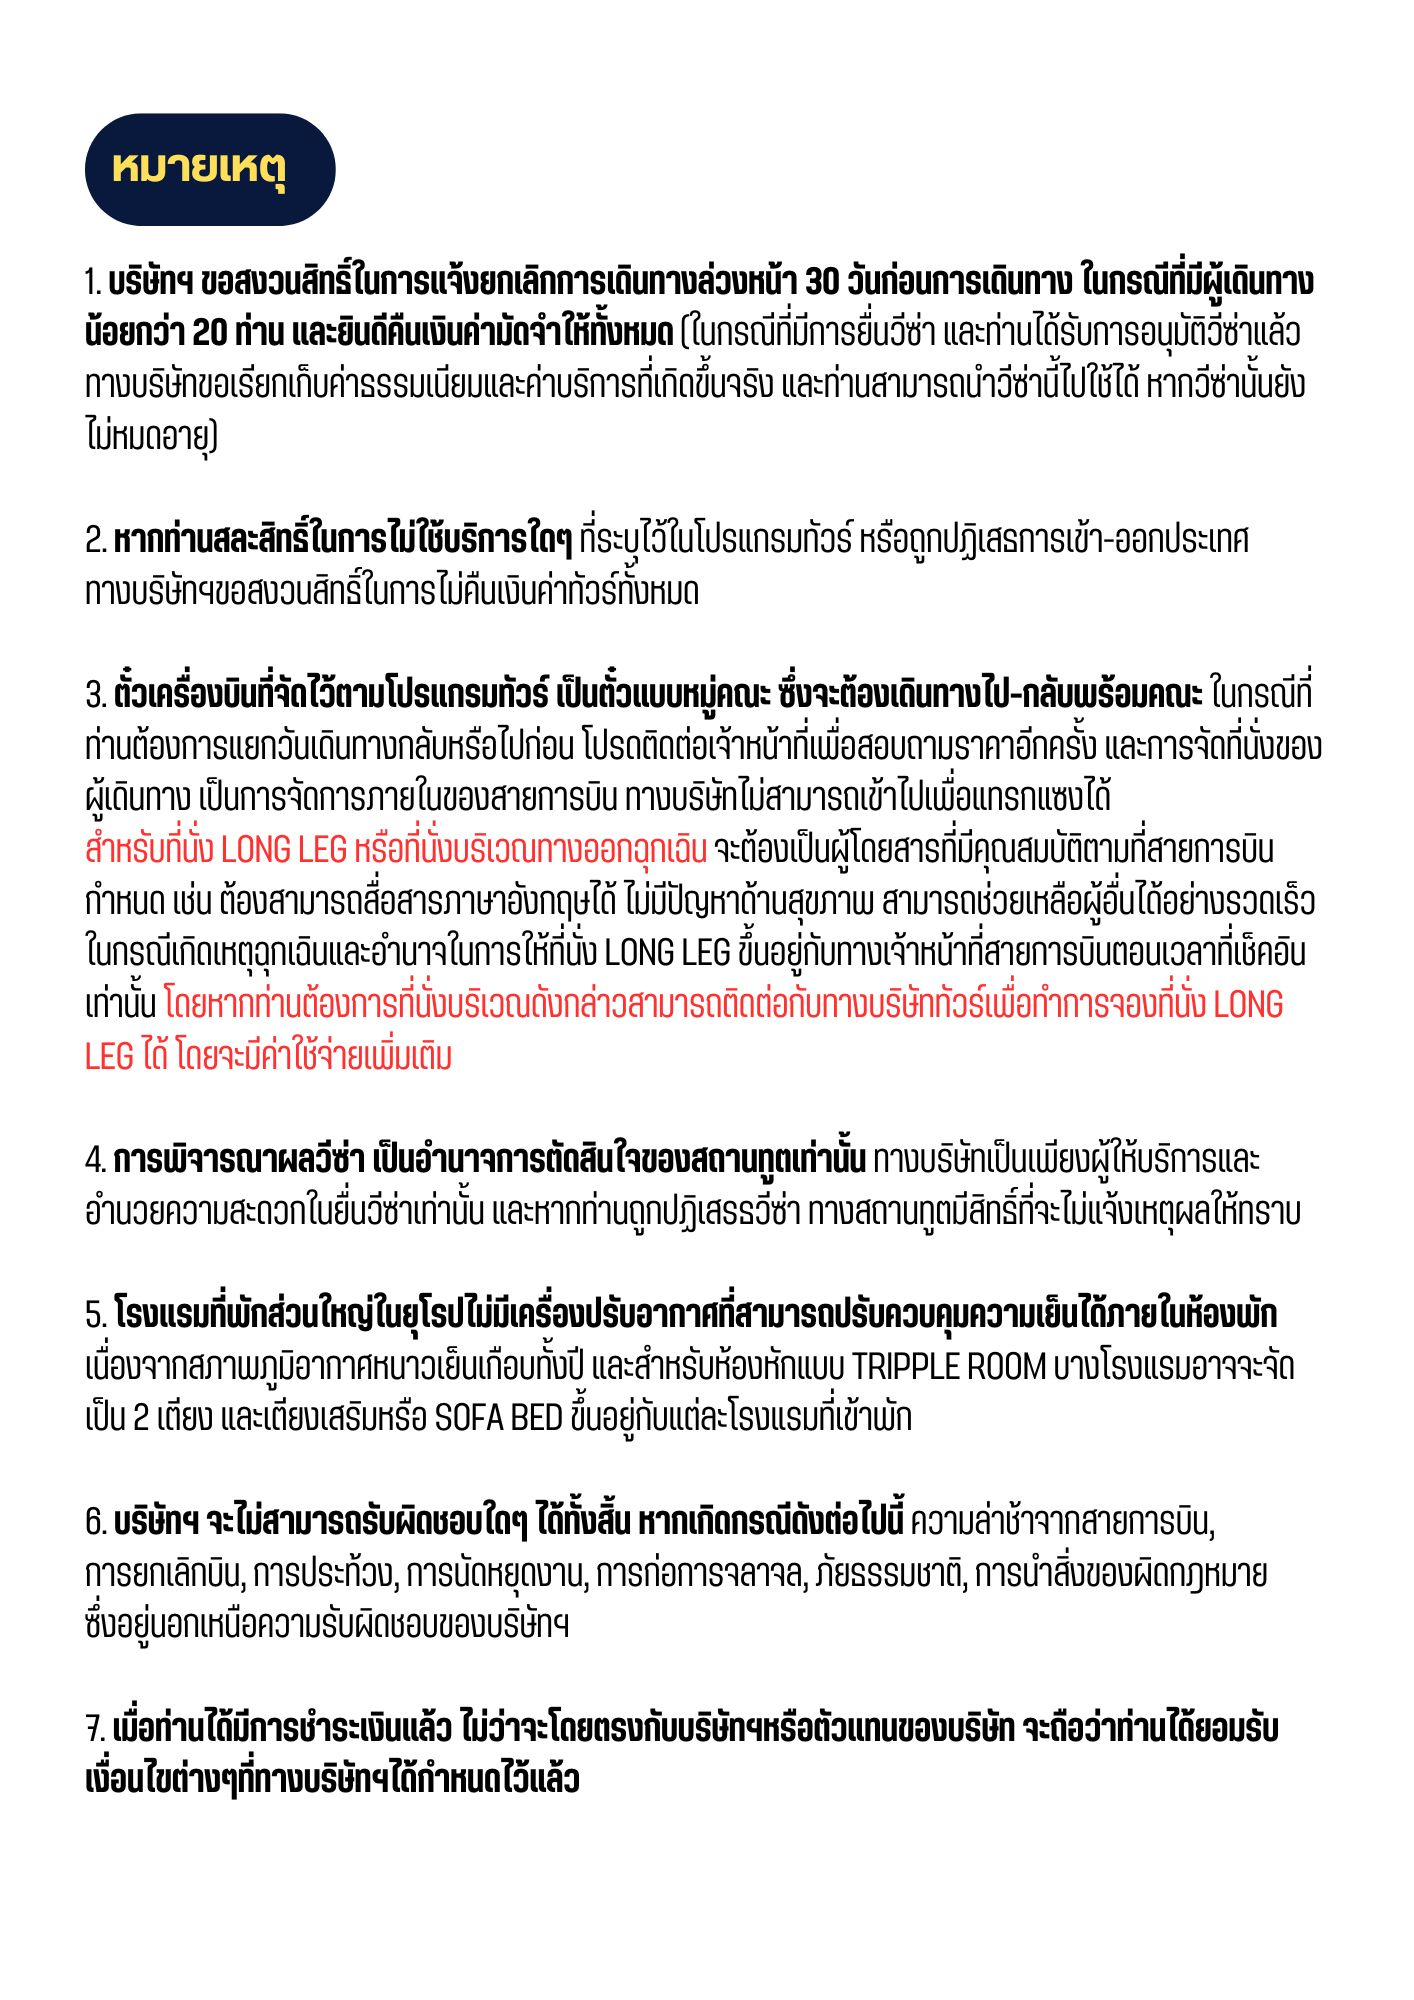 หมายเหตุ
1. บริษัทฯ ขอสงวนสิทธิ์ในการแจ้งยกเลิกการเดินทางล่วงหน้า 30 วันก่อนการเดินทาง ในกรณีที่มีผู้เดินทาง
น้อยกว่า 20 ท่าน และยินดีคืนเงินค่ามัดจำให้ทั้งหมด (ในกรณีที่มีการยื่นวีซ่า และท่านได้รับการอนุมัติวีซ่าแล้ว
ทางบริษัทขอเรียกเก็บค่าธรรมเนียมและค่าบริการที่เกิดขึ้นจริง และท่านสามารถนำวีซ่านี้ไปใช้ได้ หากวีซ่านั้นยัง
ไม่หมดอายุ)
2. หากท่านสละสิทธิ์ในการไม่ใช้บริการใดๆ ที่ระบุไว้ในโปรแกรมทัวร์ หรือถูกปฏิเสธการเข้า-ออกประเทศ
ทางบริษัทฯขอสงวนสิทธิ์ในการไม่คืนเงินค่าทัวร์ทั้งหมด
3. ตั๋วเครื่องบินที่จัดไว้ตามโปรแกรมทัวร์ เป็นตั๋วแบบหมู่คณะ ซึ่งจะต้องเดินทางไป-กลับพร้อมคณะ ในกรณีที่
ท่านต้องการแยกวันเดินทางกลับหรือไปก่อน โปรดติดต่อเจ้าหน้าที่เพื่อสอบถามราคาอีกครั้ง และการจัดที่นั่งของ
ผู้เดินทาง เป็นการจัดการภายในของสายการบิน ทางบริษัทไม่สามารถเข้าไปเพื่อแทรกแซงได้
สำหรับที่นั่ง LONG LEG หรือที่นั่งบริเวณทางออกฉุกเฉิน จะต้องเป็นผู้โดยสารที่มีคุณสมบัติตามที่สายการบิน
กำหนด เช่น ต้องสามารถสื่อสารภาษาอังกฤษได้ ไม่มีปัญหาด้านสุขภาพ สามารถช่วยเหลือผู้อื่นได้อย่างรวดเร็ว
ในกรณีเกิดเหตุฉุกเฉินและอำนาจในการให้ที่นั่ง LONG LEG ขึ้นอยู่กับทางเจ้าหน้าที่สายการบินตอนเวลาที่เช็คอิน
เท่านั้น โดยหากท่านต้องการที่นั่งบริเวณดังกล่าวสามารถติดต่อกับทางบริษัททัวร์เพื่อทำการจองที่นั่ง LONG
LEG ได้ โดยจะมีค่าใช้จ่ายเพิ่มเติม
4. การพิจารณาผลวีซ่า เป็นอำนาจการตัดสินใจของสถานทูตเท่านั้น ทางบริษัทเป็นเพียงผู้ให้บริการและ
อำนวยความสะดวกในยื่นวีซ่าเท่านั้น และหากท่านถูกปฏิเสรธวีซ่า ทางสถานทูตมีสิทธิ์ที่จะไม่แจ้งเหตุผลให้ทราบ
5. โรงแรมที่พักส่วนใหญ่ในยุโรปไม่มีเครื่องปรับอากาศที่สามารถปรับควบคุมความเย็นได้ภายในห้องพัก
เนื่องจากสภาพภูมิอากาศหนาวเย็นเกือบทั้งปี และสำหรับห้องหักแบบ TRIPPLE ROOM บางโรงแรมอาจจะจัด
เป็น 2 เตียง และเตียงเสริมหรือ SOFA BED ขึ้นอยู่กับแต่ละโรงแรมที่เข้าพัก
6. บริษัทฯ จะไม่สามารถรับผิดชอบใดๆ ได้ทั้งสิ้น หากเกิดกรณีดังต่อไปนี้ ความล่าช้าจากสายการบิน,
การยกเลิกบิน, การประท้วง, การนัดหยุดงาน, การก่อการจลาจล, ภัยธรรมชาติ, การนำสิ่งของผิดกฎหมาย
ซึ่งอยู่นอกเหนือความรับผิดชอบของบริษัทฯ
7. เมื่อท่านได้มีการชำระเงินแล้ว ไม่ว่าจะโดยตรงกับบริษัทฯหรือตัวแทนของบริษัท จะถือว่าท่านได้ยอมรับ
เงื่อนไขต่างๆที่ทางบริษัทฯได้กำหนดไว้แล้ว